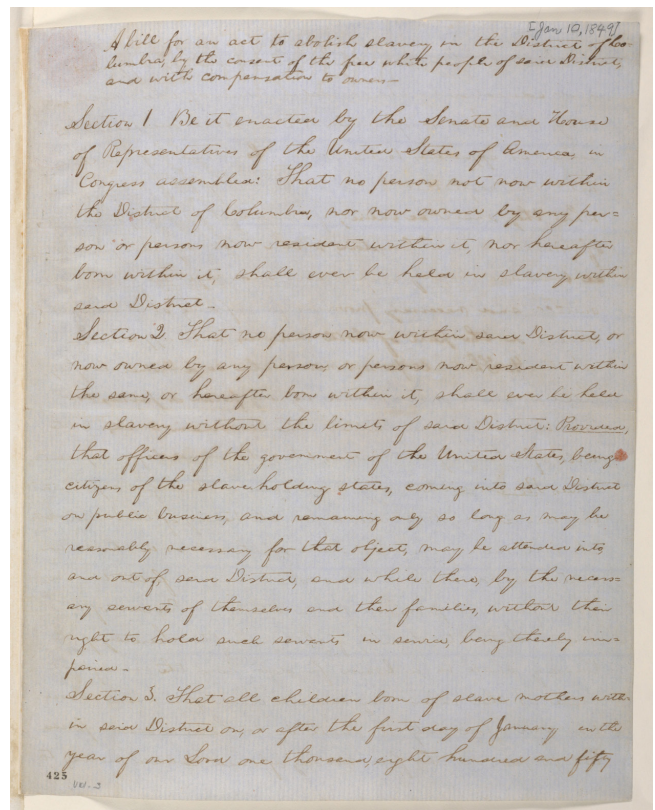 [Jan 10, 1849]
A bill for an act to abolish slavery in the District of Co-
lumbia, by the consent of the free white people of said District,
and with compensation to owners—
Section 1 Be it enacted by the Senate and House
of Representatives of the United States of America, in
Congress assembled: That no person not now within
the District of Columbia, nor now owned by any per-
son or persons now resident within it, nor hereafter
born within it, shall ever be held in slavery within
said District—
Section 2. That no person now within said District, or
now owned by any person, or persons now resident within
the same, or hereafter born within it, shall ever be held
in slavery without the limits of said District: Provided,
that officers of the government of the United States, being
citizens of the slave-holding states, coming into said District
on public business, and remaining only so long as may be
reasonably necessary for that object, may be attended into,
and out of, said District, and while there, by the necess-
ary servants of themselves and their families, without their
right to hold such servants in service, being thereby im-
paired—
Section 3. That all children born of slave mothers with-
in said District on, or after the first day of January in the
year of our Lord one thousand, eight hundred and fifty
425